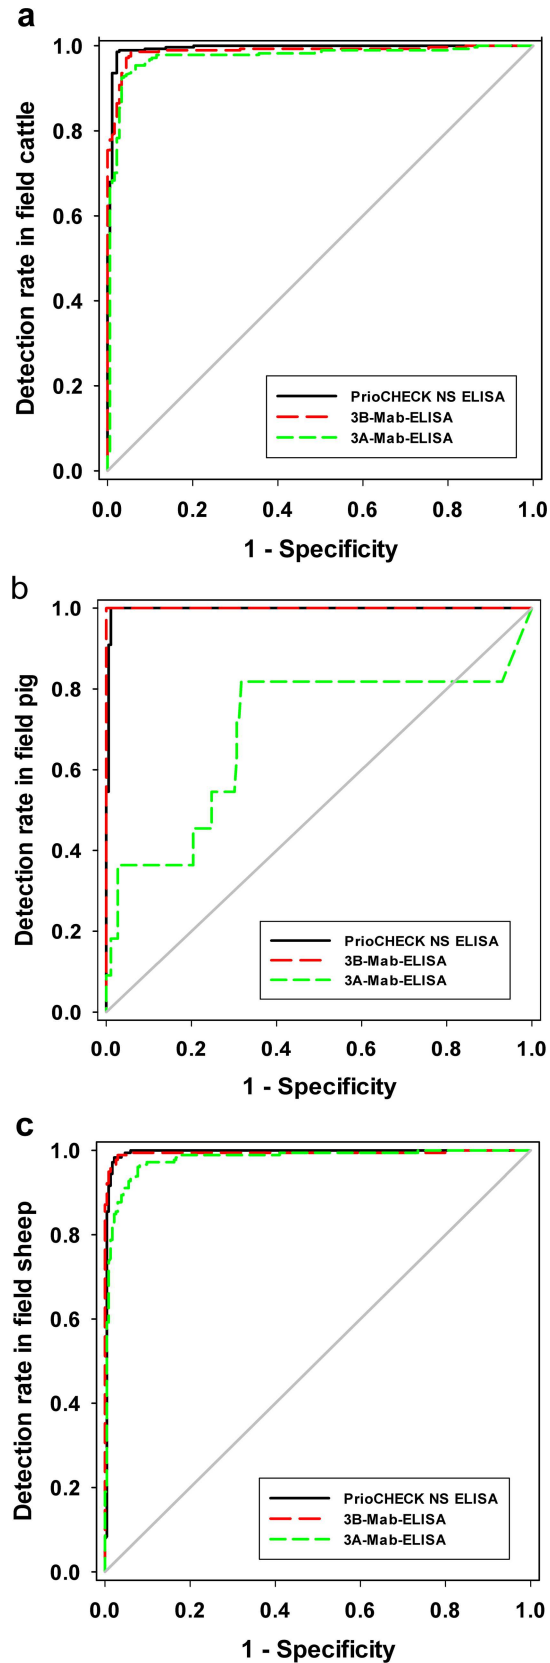 a
Detection rate in field cattle
1.0
0.8
0.6
0.4
0.2
0.0
PrioCHECK NS ELISA
3B-Mab-ELISA
3A-Mab-ELISA
0.0 0.2 0.4 0.6 0.8 1.0
1 - Specificity
b
Detection rate in field pig
1.0
0.8
0.6
0.4
0.2
0.0
PrioCHECK NS ELISA
3B-Mab-ELISA
3A-Mab-ELISA
0.0 0.2 0.4 0.6 0.8 1.0
1 - Specificity
c
Detection rate in field sheep
1.0
0.8
0.6
0.4
0.2
0.0
PrioCHECK NS ELISA
3B-Mab-ELISA
3A-Mab-ELISA
0.0 0.2 0.4 0.6 0.8 1.0
1 - Specificity